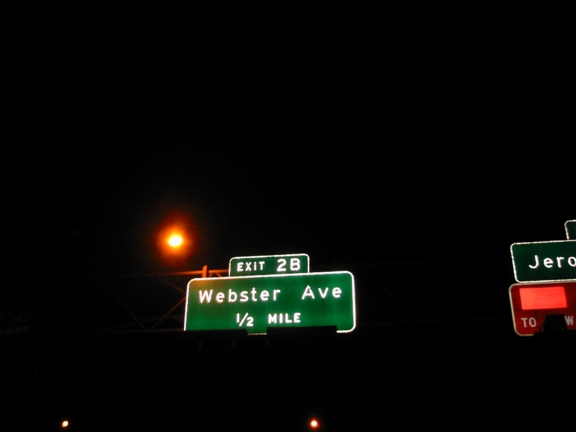 EXIT 2B
Webster Ave
1/2 MILE
Jero
TO W